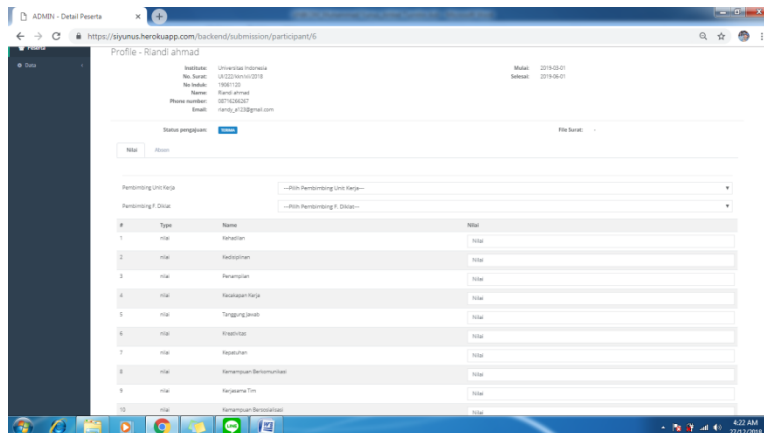 ADMIN - Detail Peserta
https://siyunus.herokuapp.com/backend/submission/participant/6
Peserta
Data
Profile - Riandi ahmad
Institute: Universitas Indonesia
Mulai: 2019-03-01
No. Surat:
Selesai: 2019-06-01
No Induk: 19081120
Name: Riandi ahmad
Phone number: 08716266267
Email: riandy_a123@gmail.com
Status pengajuan:
File Surat: -
Nilai Absen
Pembimbing Unit Kerja ---Pilih Pembimbing Unit Kerja---
Pembimbing F. Diklat ---Pilih Pembimbing F. Diklat---
# Type Name Nilai
1 nilai Kehadiran Nilai
2 nilai Kedisiplinan Nilai
3 nilai Penampilan Nilai
4 nilai Kecakapan Kerja Nilai
5 nilai Tanggung Jawab Nilai
6 nilai Kreativitas Nilai
7 nilai Kepatuhan Nilai
8 nilai Kemampuan Berkomunikasi Nilai
9 nilai Kerjasama Tim Nilai
10 nilai Kemampuan Bersosialisasi Nilai
4:22 AM
27/12/2018